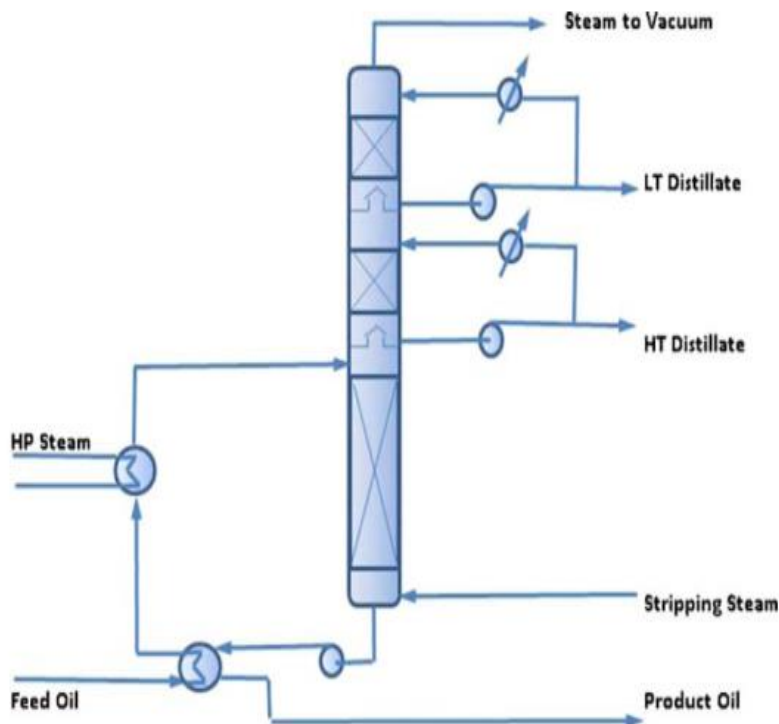 Steam to Vacuum
LT Distillate
HT Distillate
HP Steam
Stripping Steam
Feed Oil
Product Oil